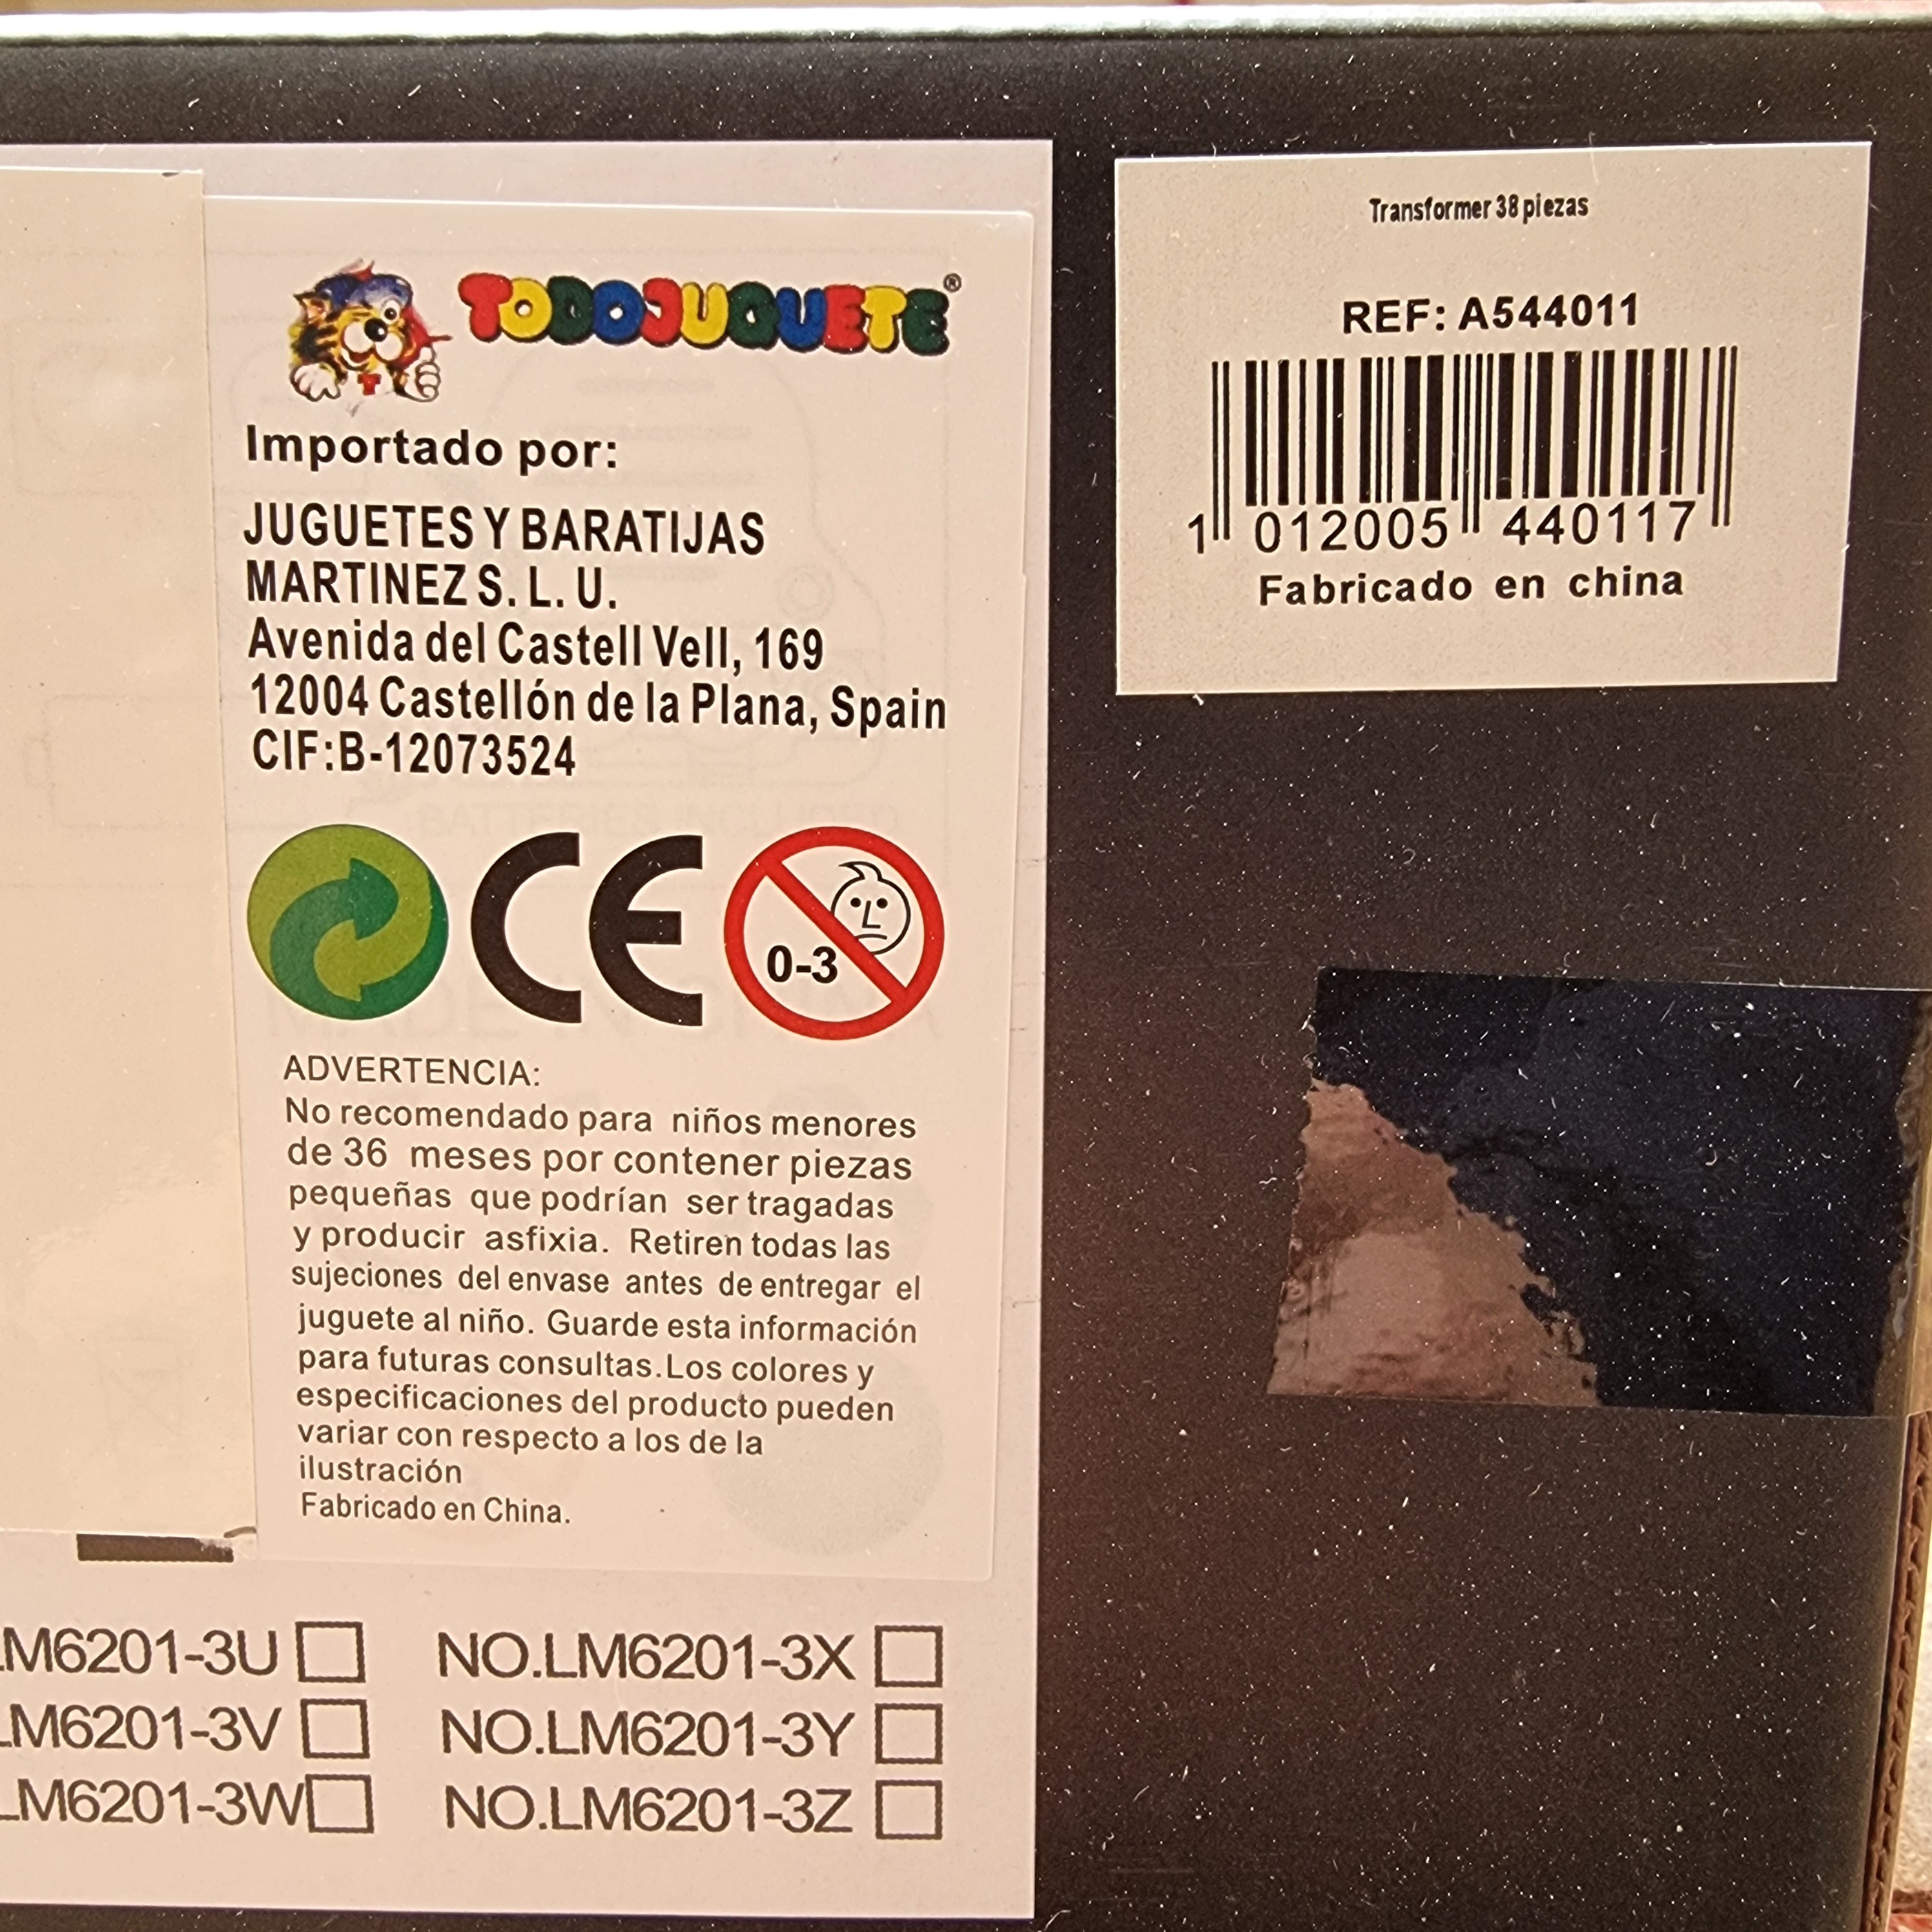 TODOJUGUETE®
Importado por:
JUGUETES Y BARATIJAS
MARTINEZ S. L. U.
Avenida del Castell Vell, 169
12004 Castellón de la Plana, Spain
CIF:B-12073524
CE
0-3
ADVERTENCIA:
No recomendado para niños menores
de 36 meses por contener piezas
pequeñas que podrían ser tragadas
y producir asfixia. Retiren todas las
sujeciones del envase antes de entregar el
juguete al niño. Guarde esta información
para futuras consultas.Los colores y
especificaciones del producto pueden
variar con respecto a los de la
ilustración
Fabricado en China.
LM6201-3U NO.LM6201-3X
LM6201-3V NO.LM6201-3Y
LM6201-3W NO.LM6201-3Z
Transformer 38 piezas
REF: A544011
1 012005 440117
Fabricado en china